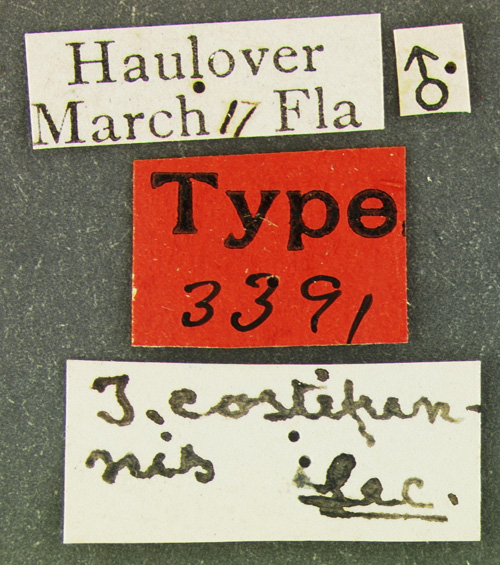 Haulover
March 17 Fla
♂
Type
3391
J. costipen-
nis Lec.